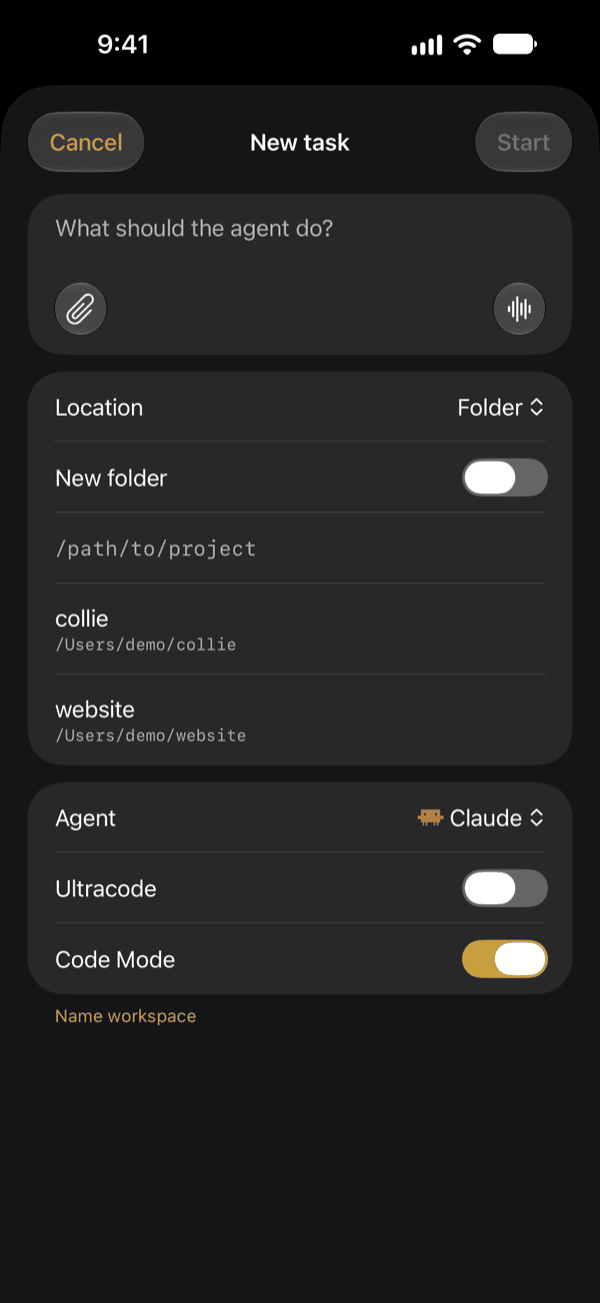 9:41
Cancel
New task
Start
What should the agent do?
Location
Folder
New folder
/path/to/project
collie
/Users/demo/collie
website
/Users/demo/website
Agent
Claude
Ultracode
Code Mode
Name workspace